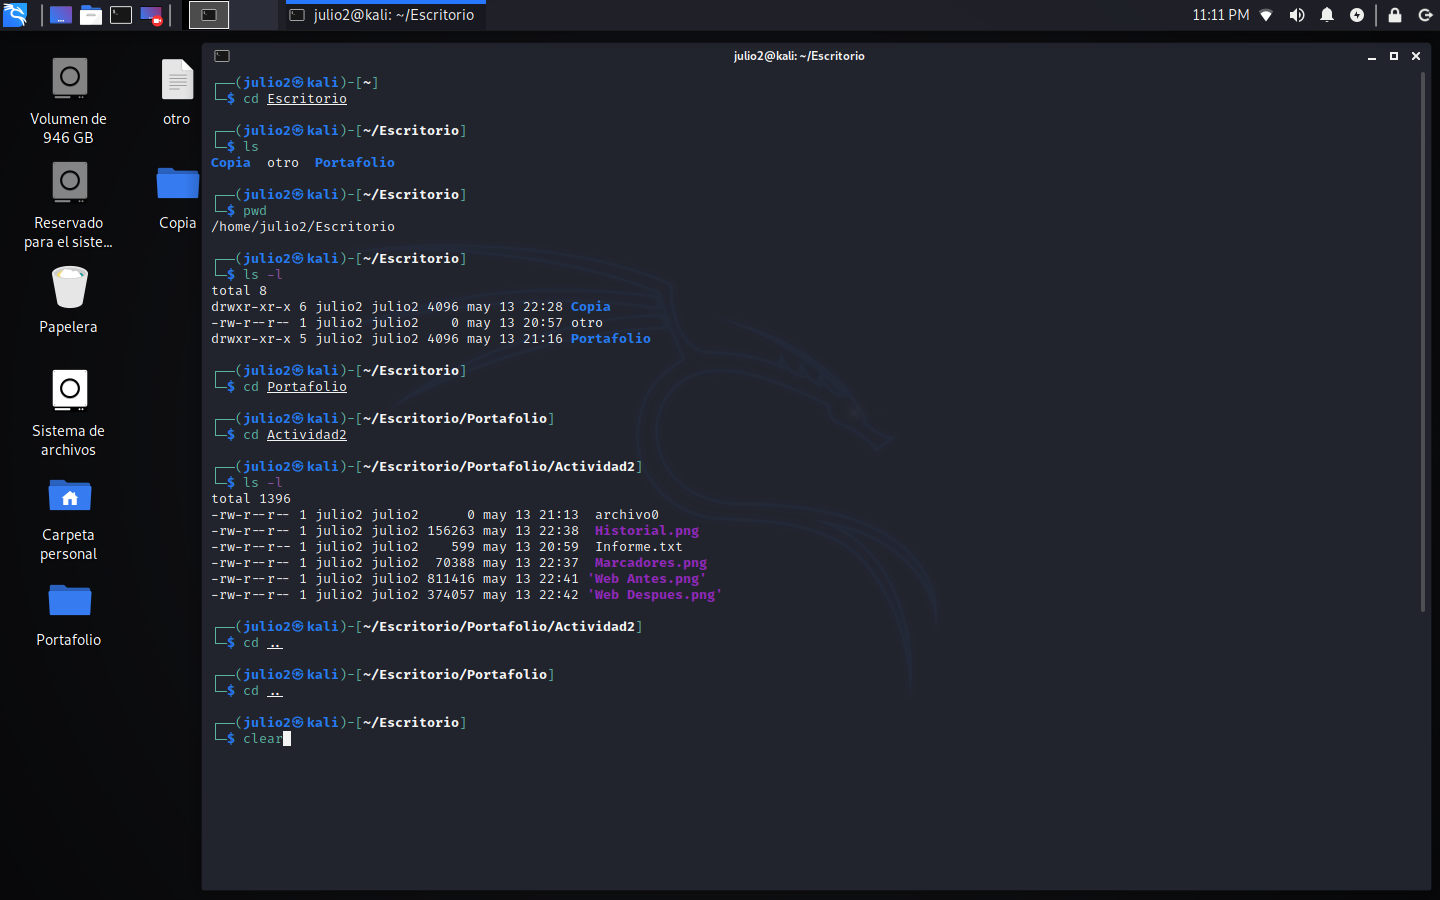 julio2@kali: ~/Escritorio
11:11 PM
Volumen de
946 GB
otro
Reservado
para el siste...
Copia
Papelera
Sistema de
archivos
Carpeta
personal
Portafolio
julio2@kali: ~/Escritorio
┌──(julio2㉿kali)-[~]
└─$ cd Escritorio
┌──(julio2㉿kali)-[~/Escritorio]
└─$ ls
Copia  otro  Portafolio
┌──(julio2㉿kali)-[~/Escritorio]
└─$ pwd
/home/julio2/Escritorio
┌──(julio2㉿kali)-[~/Escritorio]
└─$ ls -l
total 8
drwxr-xr-x 6 julio2 julio2 4096 may 13 22:28 Copia
-rw-r--r-- 1 julio2 julio2    0 may 13 20:57 otro
drwxr-xr-x 5 julio2 julio2 4096 may 13 21:16 Portafolio
┌──(julio2㉿kali)-[~/Escritorio]
└─$ cd Portafolio
┌──(julio2㉿kali)-[~/Escritorio/Portafolio]
└─$ cd Actividad2
┌──(julio2㉿kali)-[~/Escritorio/Portafolio/Actividad2]
└─$ ls -l
total 1396
-rw-r--r-- 1 julio2 julio2      0 may 13 21:13  archivo0
-rw-r--r-- 1 julio2 julio2 156263 may 13 22:38  Historial.png
-rw-r--r-- 1 julio2 julio2    599 may 13 20:59  Informe.txt
-rw-r--r-- 1 julio2 julio2  70388 may 13 22:37  Marcadores.png
-rw-r--r-- 1 julio2 julio2 811416 may 13 22:41 'Web Antes.png'
-rw-r--r-- 1 julio2 julio2 374057 may 13 22:42 'Web Despues.png'
┌──(julio2㉿kali)-[~/Escritorio/Portafolio/Actividad2]
└─$ cd ..
┌──(julio2㉿kali)-[~/Escritorio/Portafolio]
└─$ cd ..
┌──(julio2㉿kali)-[~/Escritorio]
└─$ clear